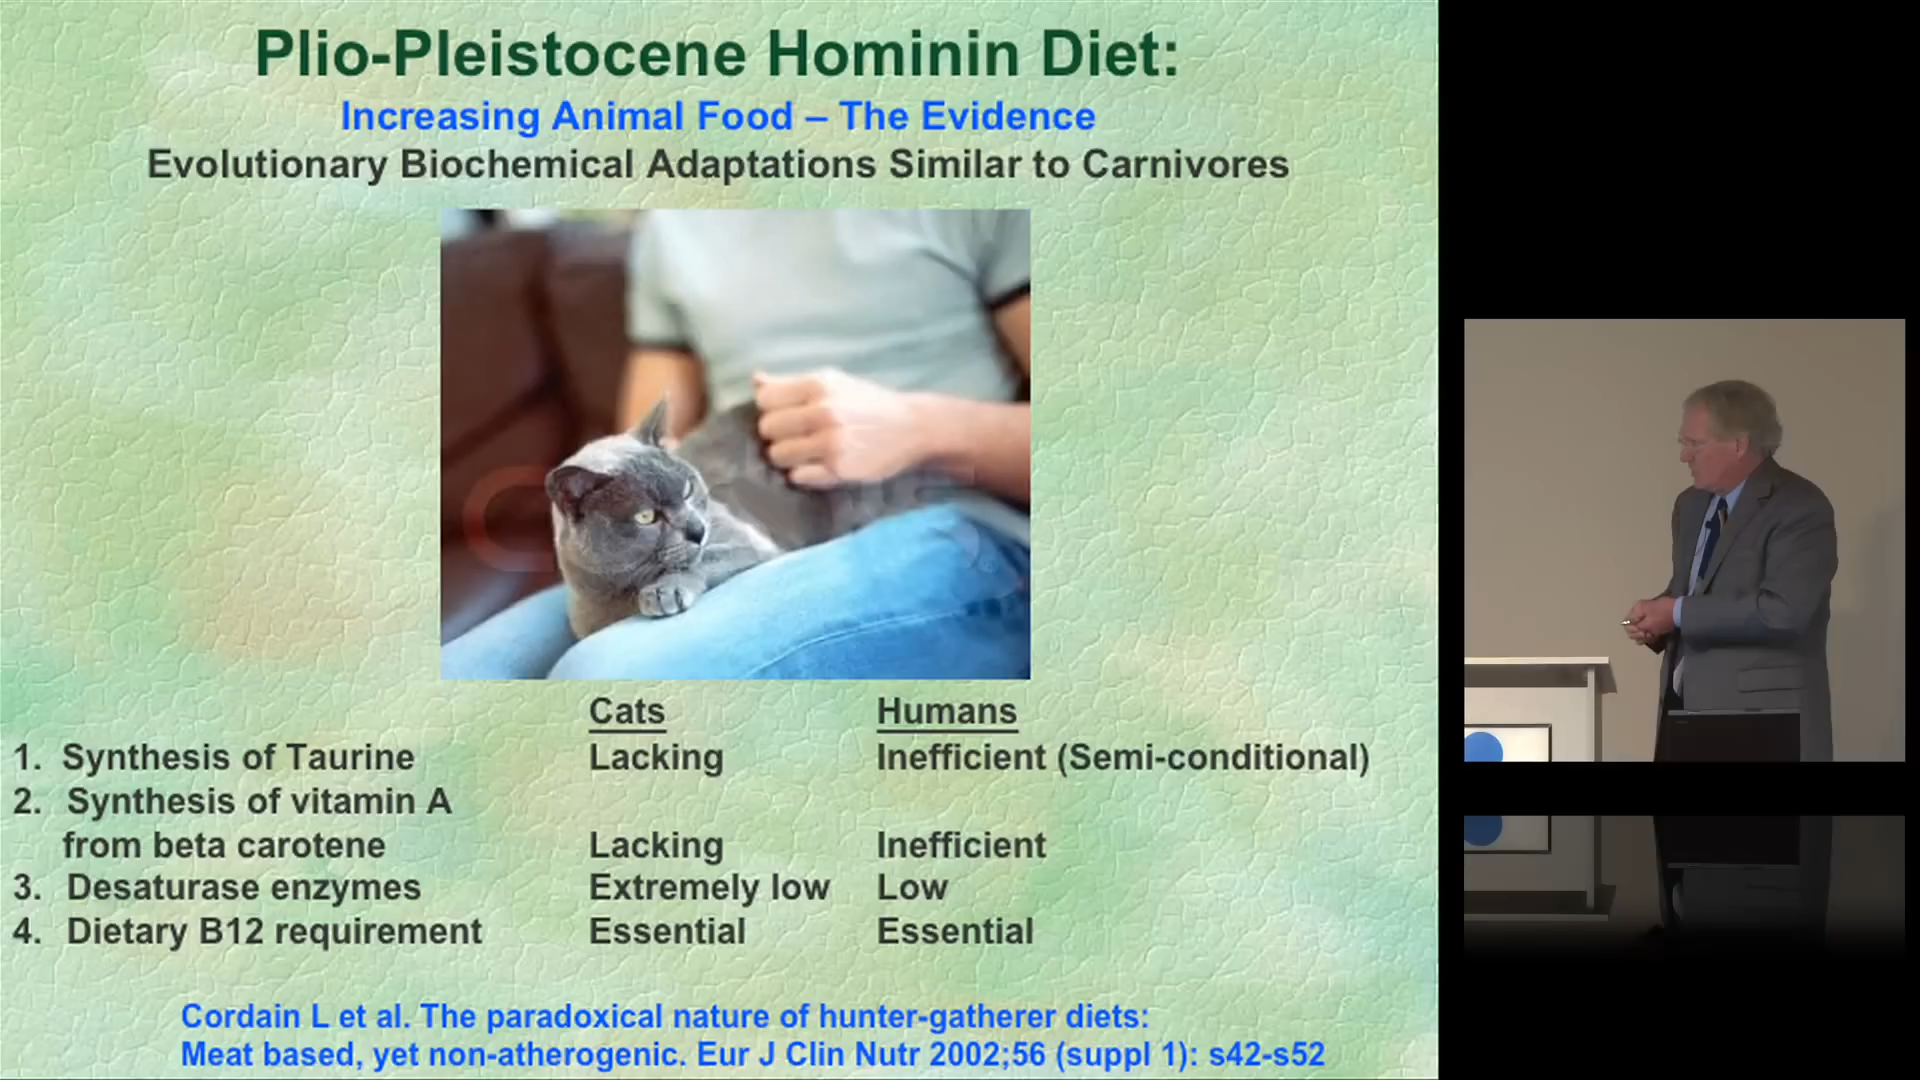 Plio-Pleistocene Hominin Diet:
Increasing Animal Food – The Evidence
Evolutionary Biochemical Adaptations Similar to Carnivores
Cats Humans
1. Synthesis of Taurine Lacking Inefficient (Semi-conditional)
2. Synthesis of vitamin A
from beta carotene Lacking Inefficient
3. Desaturase enzymes Extremely low Low
4. Dietary B12 requirement Essential Essential
Cordain L et al. The paradoxical nature of hunter-gatherer diets:
Meat based, yet non-atherogenic. Eur J Clin Nutr 2002;56 (suppl 1): s42-s52